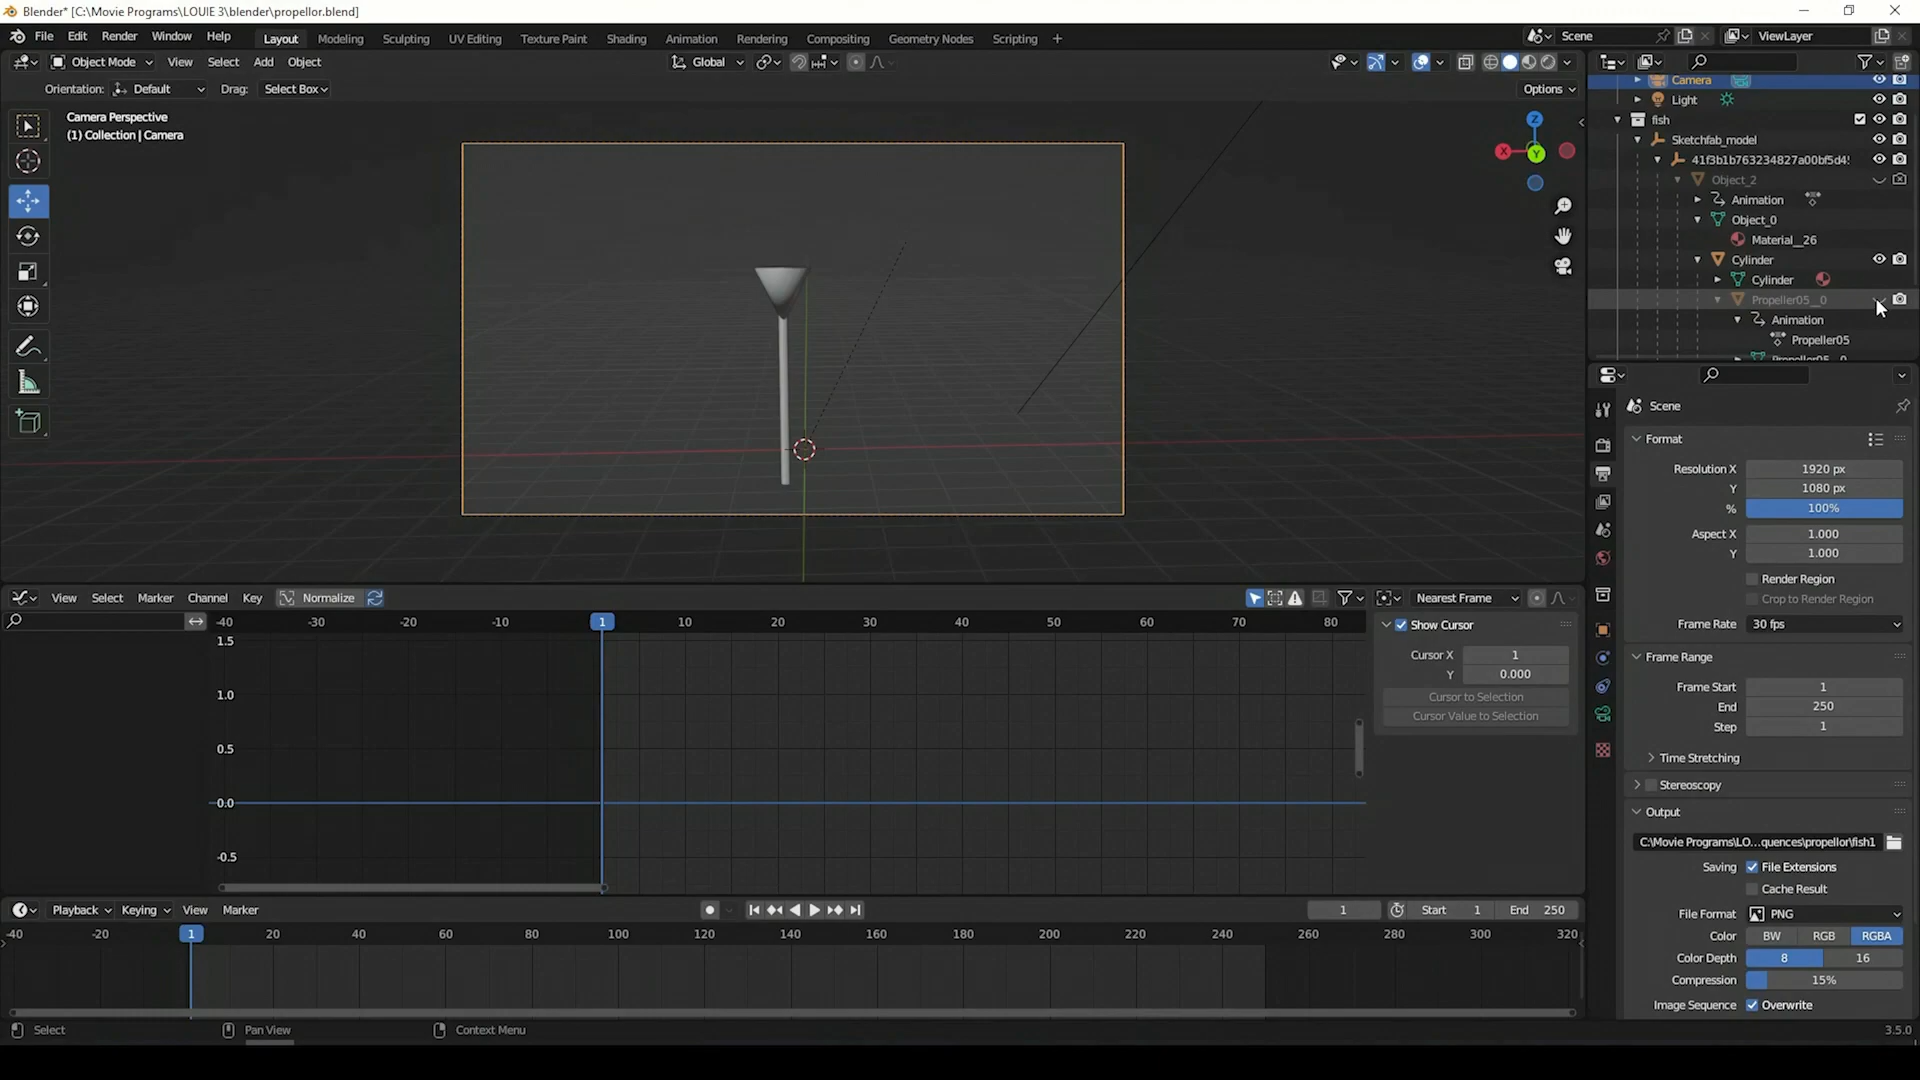 Blender* [C:\Movie Programs\LOUIE 3\blender\propellor.blend]
File Edit Render Window Help
Layout Modeling Sculpting UV Editing Texture Paint Shading Animation Rendering Compositing Geometry Nodes Scripting +
Scene
ViewLayer
Object Mode View Select Add Object
Global
Orientation: Default Drag: Select Box
Options
Camera Perspective
(1) Collection | Camera
Z
X
Y
Camera
Light
fish
Sketchfab_model
41f3b1b763234827a00bf5d4
Object_2
Animation
Object_0
Material__26
Cylinder
Cylinder
Propeller05__0
Animation
Propeller05
Scene
Format
Resolution X 1920 px
Y 1080 px
% 100%
Aspect X 1.000
Y 1.000
Render Region
Crop to Render Region
Frame Rate 30 fps
Frame Range
Frame Start 1
End 250
Step 1
Time Stretching
Stereoscopy
Output
C:\Movie Programs\LO...quences\propellor\fish1
Saving File Extensions
Cache Result
File Format PNG
Color BW RGB RGBA
Color Depth 8 16
Compression 15%
Image Sequence Overwrite
View Select Marker Channel Key Normalize
Nearest Frame
-40 -30 -20 -10 1 10 20 30 40 50 60 70 80
1.5
1.0
0.5
0.0
-0.5
Show Cursor
Cursor X 1
Y 0.000
Cursor to Selection
Cursor Value to Selection
Playback Keying View Marker
1 Start 1 End 250
-40 -20 1 20 40 60 80 100 120 140 160 180 200 220 240 260 280 300 320
Select Pan View Context Menu
3.5.0